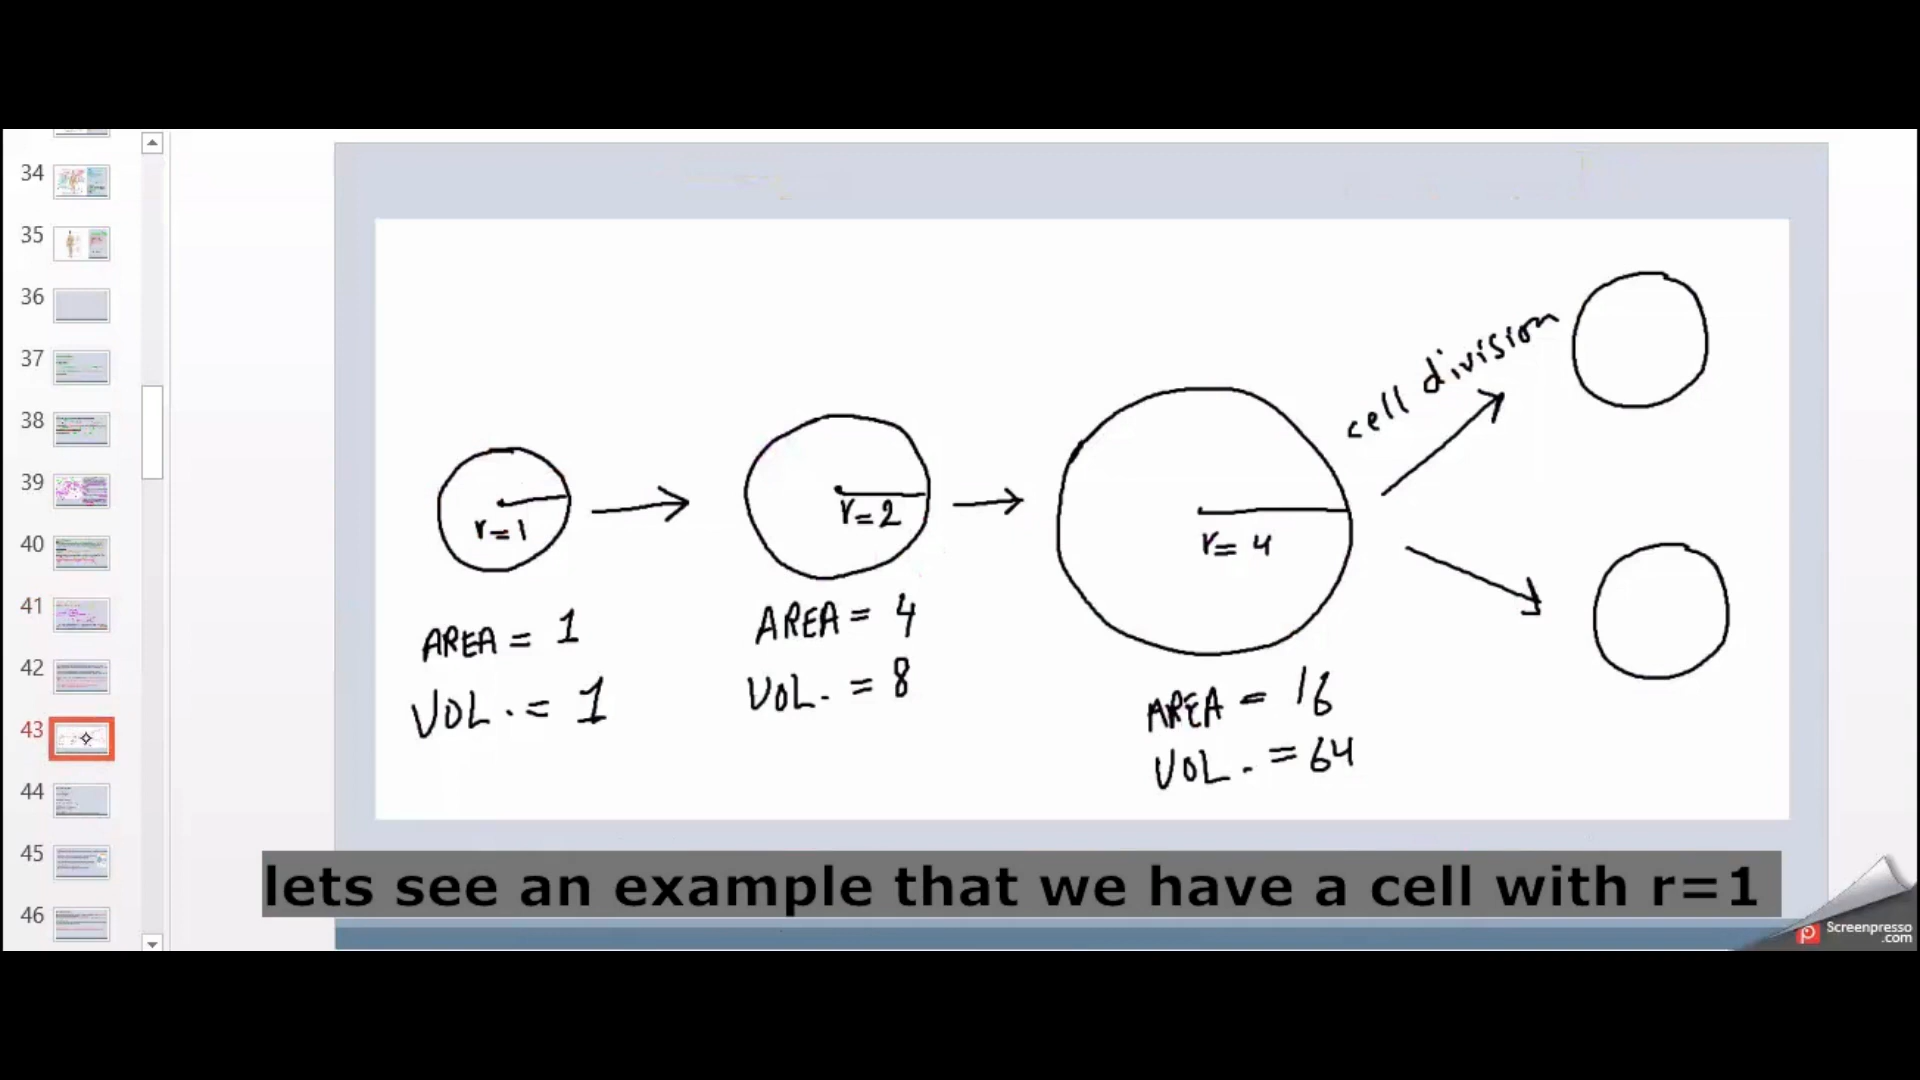 34
35
36
37
38
39
40
41
42
43
44
45
46
cell division
r=1
r=2
r=4
AREA = 1
VOL. = 1
AREA = 4
VOL. = 8
AREA = 16
VOL. = 64
lets see an example that we have a cell with r=1
Screenpresso
.com